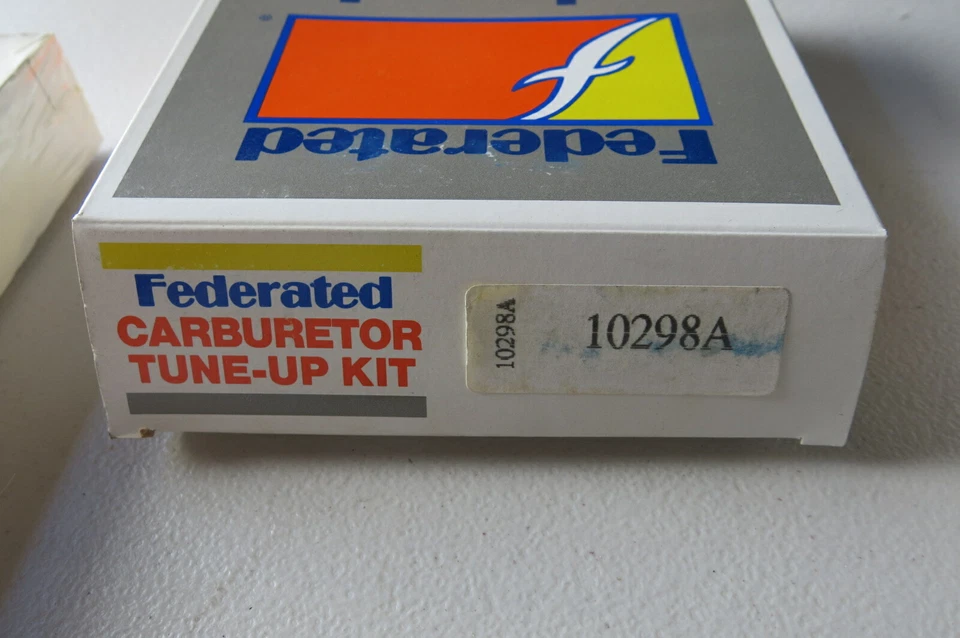 ®
Federated
Federated
CARBURETOR
TUNE-UP KIT
10298A
10298A